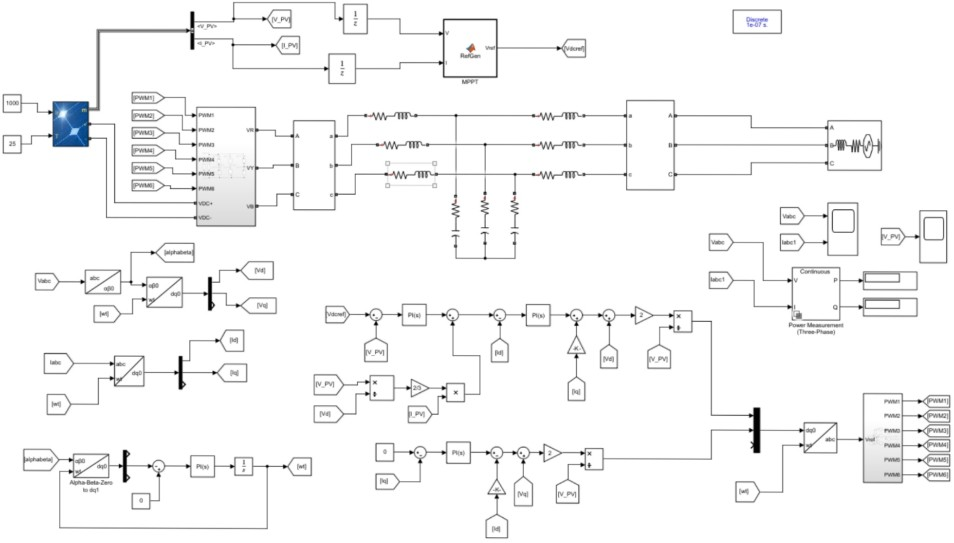 Discrete
1e-07 s.
<V_PV>
<I_PV>
[V_PV]
[I_PV]
1
z
1
z
V
I
RefGen
Vref
MPPT
[Vdcref]
1000
25
m
T
[PWM1]
[PWM2]
[PWM3]
[PWM4]
[PWM5]
[PWM6]
PWM1
PWM2
PWM3
PWM4
PWM5
PWM6
VDC+
VDC-
VR
VY
VB
A
B
C
a
b
c
a
b
c
A
B
C
A
B
C
Vabc
Iabc1
[V_PV]
Vabc
Iabc1
Continuous
V
I
P
Q
Power Measurement
(Three-Phase)
[alphabeta]
Vabc
abc
αβ0
αβ0
wt
dq0
[wt]
[Vd]
[Vq]
Iabc
abc
wt
dq0
[wt]
[Id]
[Iq]
[alphabeta]
αβ0
wt
dq0
Alpha-Beta-Zero
to dq1
0
PI(s)
1
s
[wt]
[Vdcref]
[V_PV]
PI(s)
[Id]
PI(s)
-K-
[Iq]
[Vd]
2
[V_PV]
×
÷
[V_PV]
[Vd]
×
÷
2/3
[I_PV]
×
0
[Iq]
PI(s)
-K-
[Id]
[Vq]
2
[V_PV]
×
÷
dq0
wt
abc
[wt]
Vref
PWM1
PWM2
PWM3
PWM4
PWM5
PWM6
[PWM1]
[PWM2]
[PWM3]
[PWM4]
[PWM5]
[PWM6]